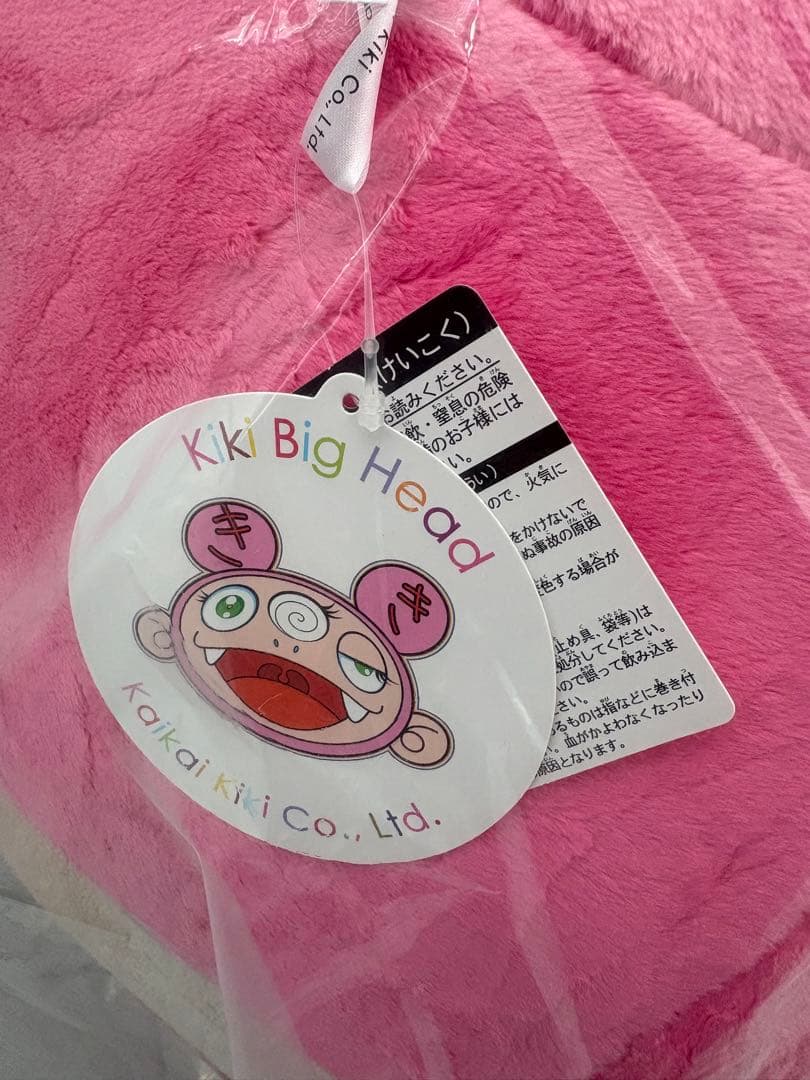 Kiki Co., Ltd.
Kiki Big Head
キ
キ
Kaikai Kiki Co., Ltd.
けいこく）
読みください。
飲・窒息の危険
のお子様には
い。
い）
ので、火気に
をかけないで
ぬ事故の原因
色する場合が
止め具、袋等)は
処分してください。
ので誤って飲み込ま
さい。
るものは指などに巻き付
。血がかよわなくなったり
原因となります。